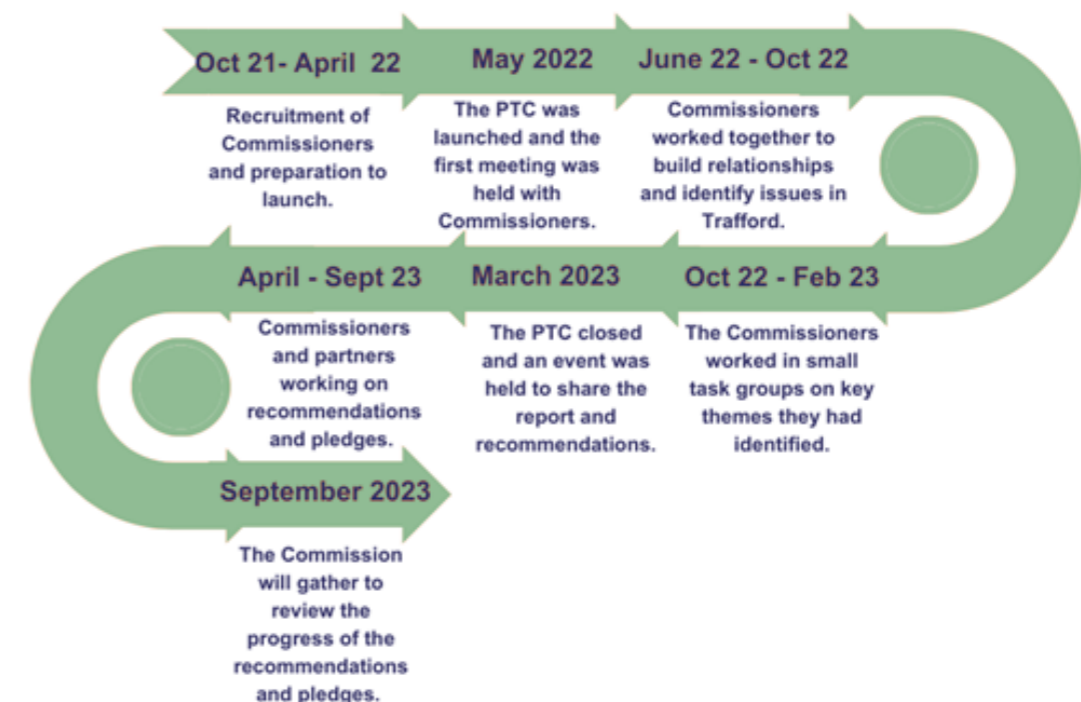 Oct 21- April 22
Recruitment of
Commissioners
and preparation to
launch.
May 2022
The PTC was
launched and the
first meeting was
held with
Commissioners.
June 22 - Oct 22
Commissioners
worked together to
build relationships
and identify issues in
Trafford.
Oct 22 - Feb 23
The Commissioners
worked in small
task groups on key
themes they had
identified.
March 2023
The PTC closed
and an event was
held to share the
report and
recommendations.
April - Sept 23
Commissioners
and partners
working on
recommendations
and pledges.
September 2023
The Commission
will gather to
review the
progress of the
recommendations
and pledges.